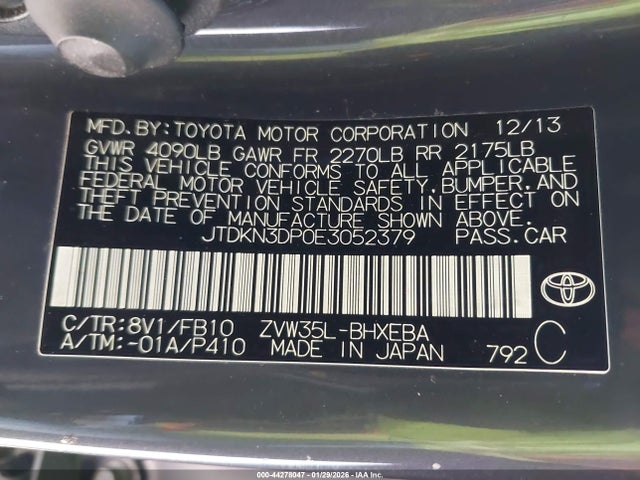 MFD.BY:TOYOTA MOTOR CORPORATION 12/13
GVWR 4090LB GAWR FR 2270LB RR 2175LB
THIS VEHICLE CONFORMS TO ALL APPLICABLE
FEDERAL MOTOR VEHICLE SAFETY,BUMPER,AND
THEFT PREVENTION STANDARDS IN EFFECT ON
THE DATE OF MANUFACTURE SHOWN ABOVE.
JTDKN3DP0E3052379 PASS.CAR
C/TR:8V1/FB10 ZVW35L-BHXEBA
A/TM:-01A/P410 MADE IN JAPAN 792 C
000-44278047 - 01/29/2026 - IAA Inc.